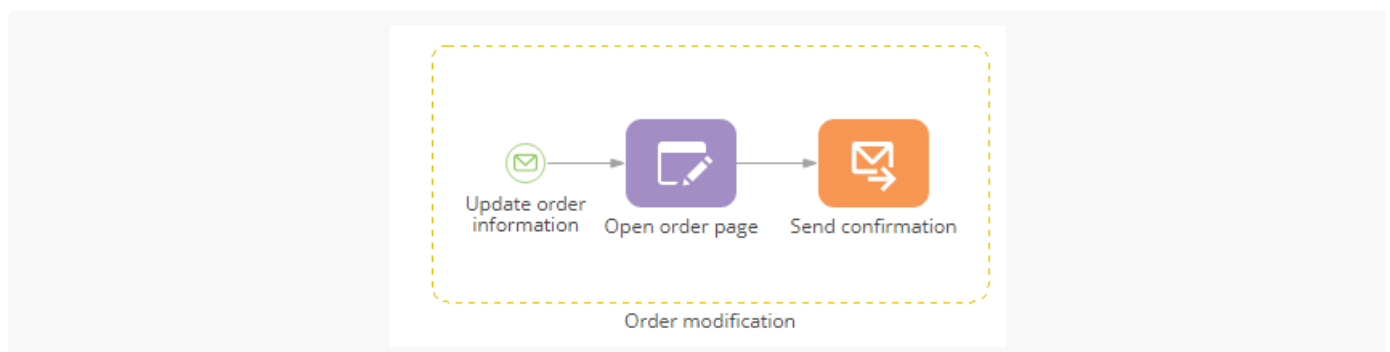 Update order
information
Open order page
Send confirmation
Order modification